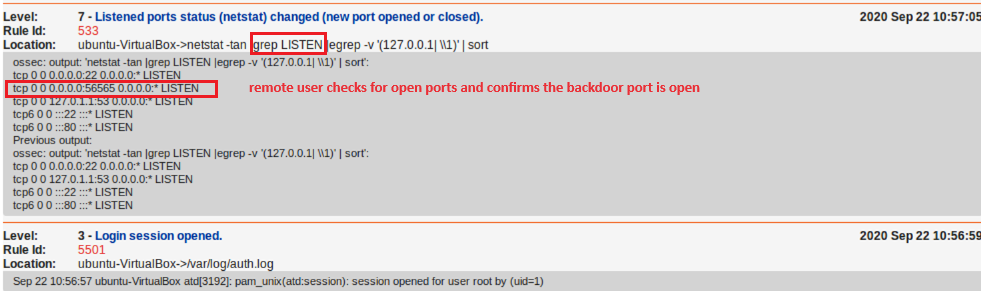 Level: 7 - Listened ports status (netstat) changed (new port opened or closed). 2020 Sep 22 10:57:05
Rule Id: 533
Location: ubuntu-VirtualBox->netstat -tan |grep LISTEN |egrep -v '(127.0.0.1| \\1)' | sort
ossec: output: 'netstat -tan |grep LISTEN |egrep -v '(127.0.0.1| \\1)' | sort':
tcp 0 0 0.0.0.0:22 0.0.0.0:* LISTEN
tcp 0 0 0.0.0.0:56565 0.0.0.0:* LISTEN remote user checks for open ports and confirms the backdoor port is open
tcp 0 0 127.0.1.1:53 0.0.0.0:* LISTEN
tcp6 0 0 :::22 :::* LISTEN
tcp6 0 0 :::80 :::* LISTEN
Previous output:
ossec: output: 'netstat -tan |grep LISTEN |egrep -v '(127.0.0.1| \\1)' | sort':
tcp 0 0 0.0.0.0:22 0.0.0.0:* LISTEN
tcp 0 0 127.0.1.1:53 0.0.0.0:* LISTEN
tcp6 0 0 :::22 :::* LISTEN
tcp6 0 0 :::80 :::* LISTEN
Level: 3 - Login session opened. 2020 Sep 22 10:56:59
Rule Id: 5501
Location: ubuntu-VirtualBox->/var/log/auth.log
Sep 22 10:56:57 ubuntu-VirtualBox atd[3192]: pam_unix(atd:session): session opened for user root by (uid=1)